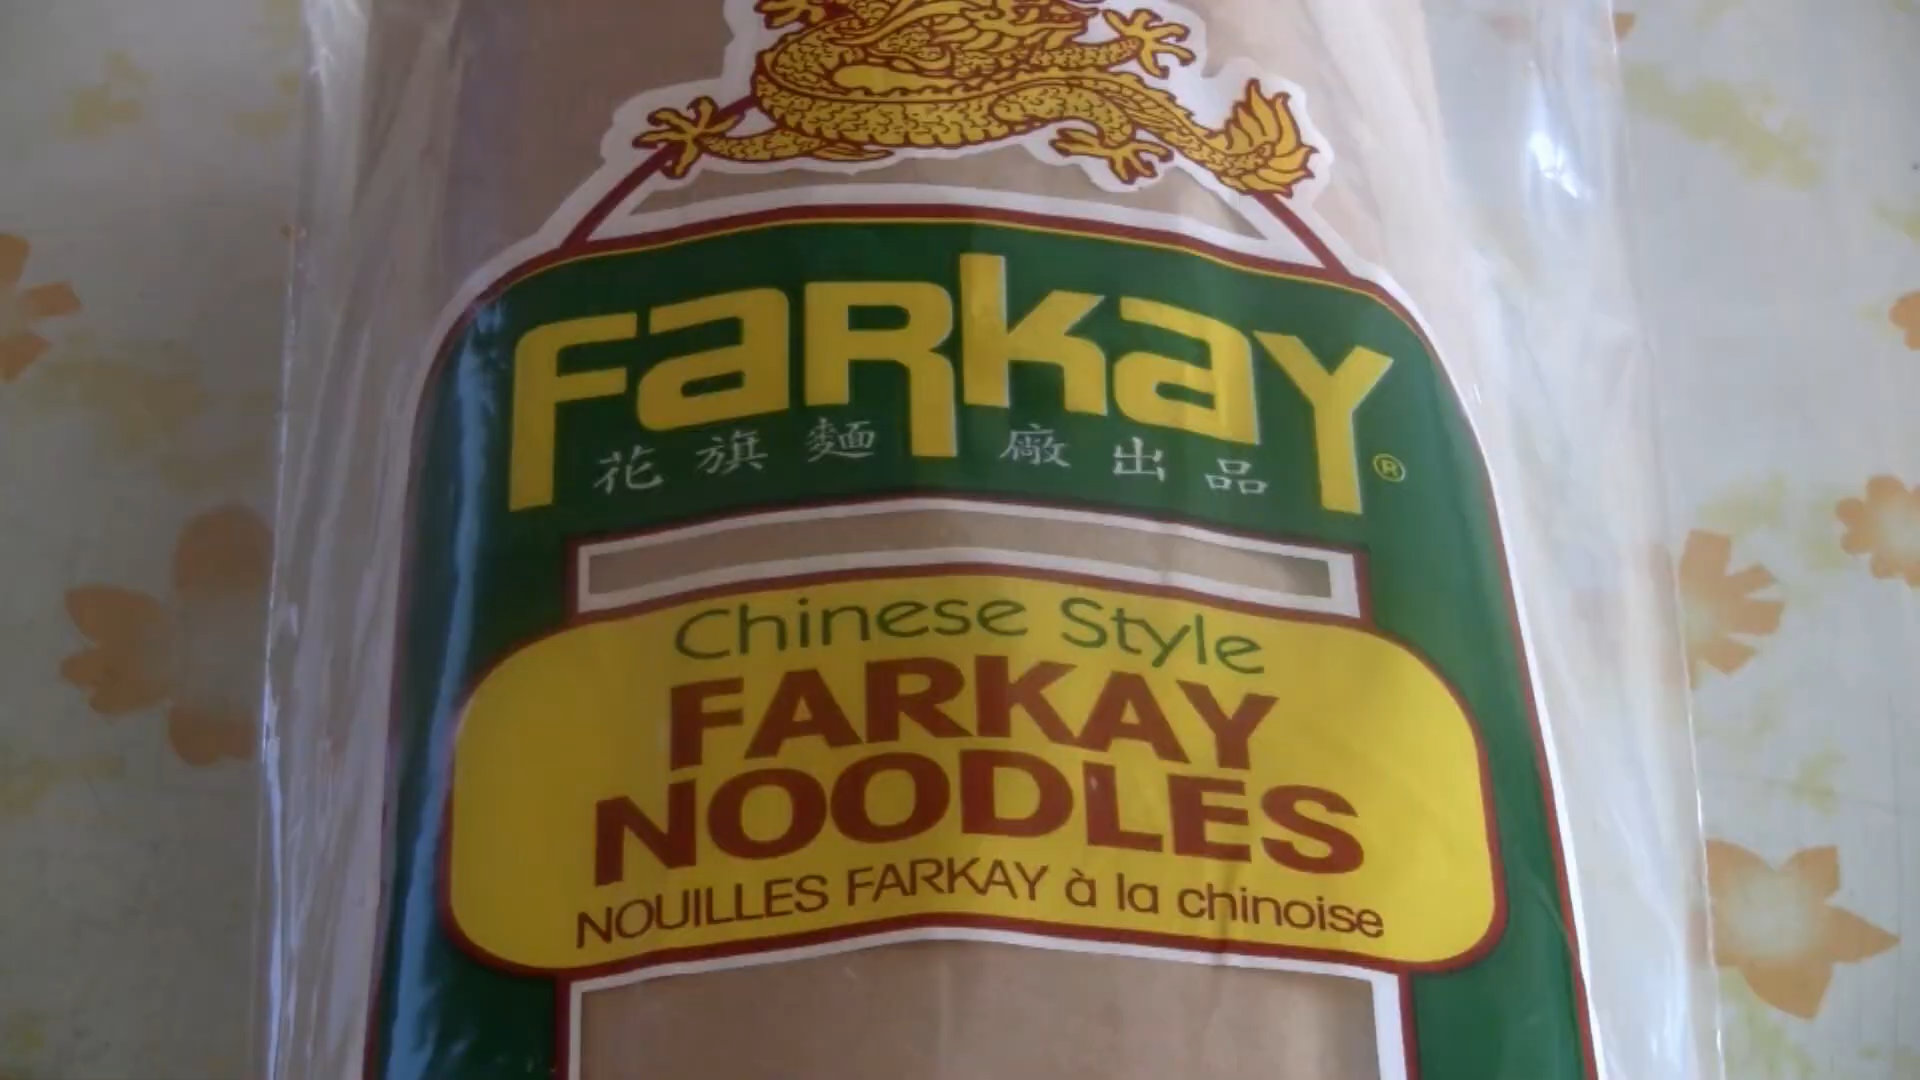 Farkay®
花旗麵廠出品
Chinese Style
FARKAY
NOODLES
NOUILLES FARKAY à la chinoise